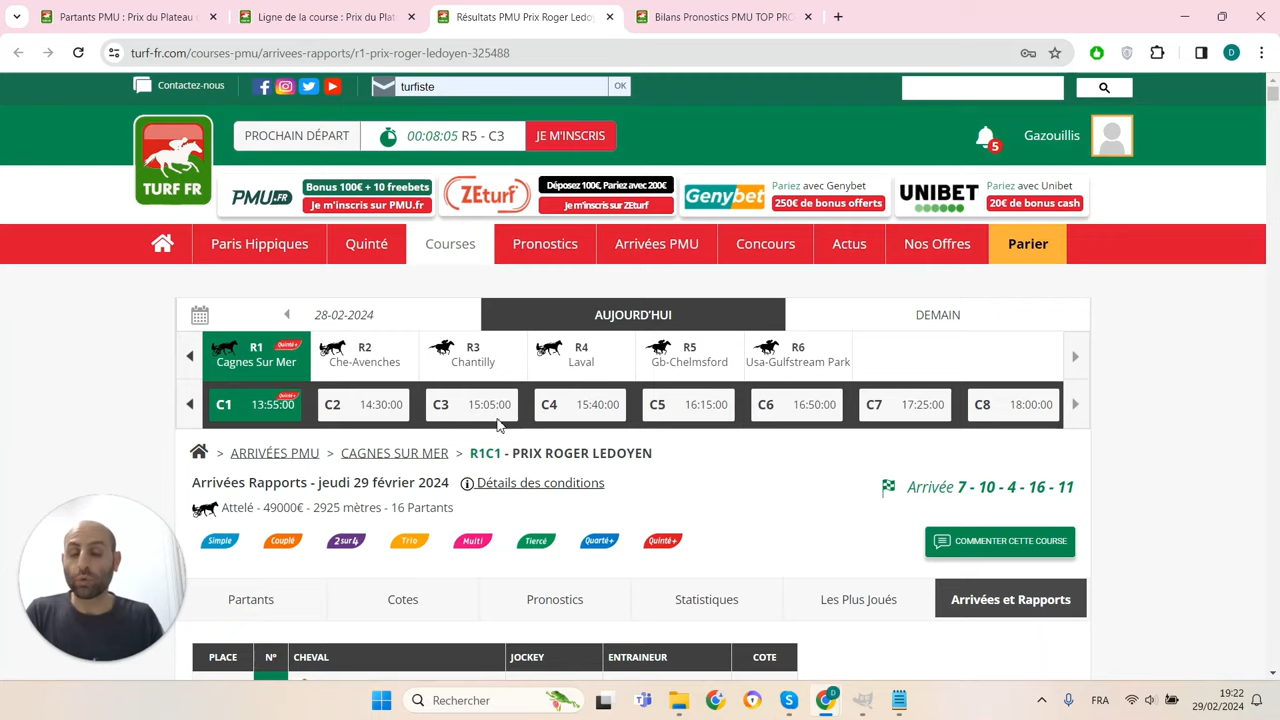 Partants PMU : Prix du Plateau
Ligne de la course : Prix du Plat
Résultats PMU Prix Roger Ledo
Bilans Pronostics PMU TOP PRO
turf-fr.com/courses-pmu/arrivees-rapports/r1-prix-roger-ledoyen-325488
D
Contactez-nous
turfiste
OK
PROCHAIN DÉPART
00:08:05 R5 - C3
JE M'INSCRIS
5
Gazouillis
TURF FR
PMU.FR
Bonus 100€ + 10 freebets
Je m'inscris sur PMU.fr
ZEturf
Déposez 100€, Pariez avec 200€
Je m'inscris sur ZEturf
Genybet
Pariez avec Genybet
250€ de bonus offerts
UNIBET
Pariez avec Unibet
20€ de bonus cash
Paris Hippiques
Quinté
Courses
Pronostics
Arrivées PMU
Concours
Actus
Nos Offres
Parier
28-02-2024
AUJOURD'HUI
DEMAIN
R1 Quinté+
Cagnes Sur Mer
R2
Che-Avenches
R3
Chantilly
R4
Laval
R5
Gb-Chelmsford
R6
Usa-Gulfstream Park
C1 13:55:00 Quinté+
C2 14:30:00
C3 15:05:00
C4 15:40:00
C5 16:15:00
C6 16:50:00
C7 17:25:00
C8 18:00:00
> ARRIVÉES PMU > CAGNES SUR MER > R1C1 - PRIX ROGER LEDOYEN
Arrivées Rapports - jeudi 29 février 2024
Détails des conditions
Arrivée 7 - 10 - 4 - 16 - 11
Attelé - 49000€ - 2925 mètres - 16 Partants
Simple
Couplé
2 sur 4
Trio
Multi
Tiercé
Quarté+
Quinté+
COMMENTER CETTE COURSE
Partants
Cotes
Pronostics
Statistiques
Les Plus Joués
Arrivées et Rapports
PLACE
N°
CHEVAL
JOCKEY
ENTRAINEUR
COTE
Rechercher
D
FRA
19:22
29/02/2024